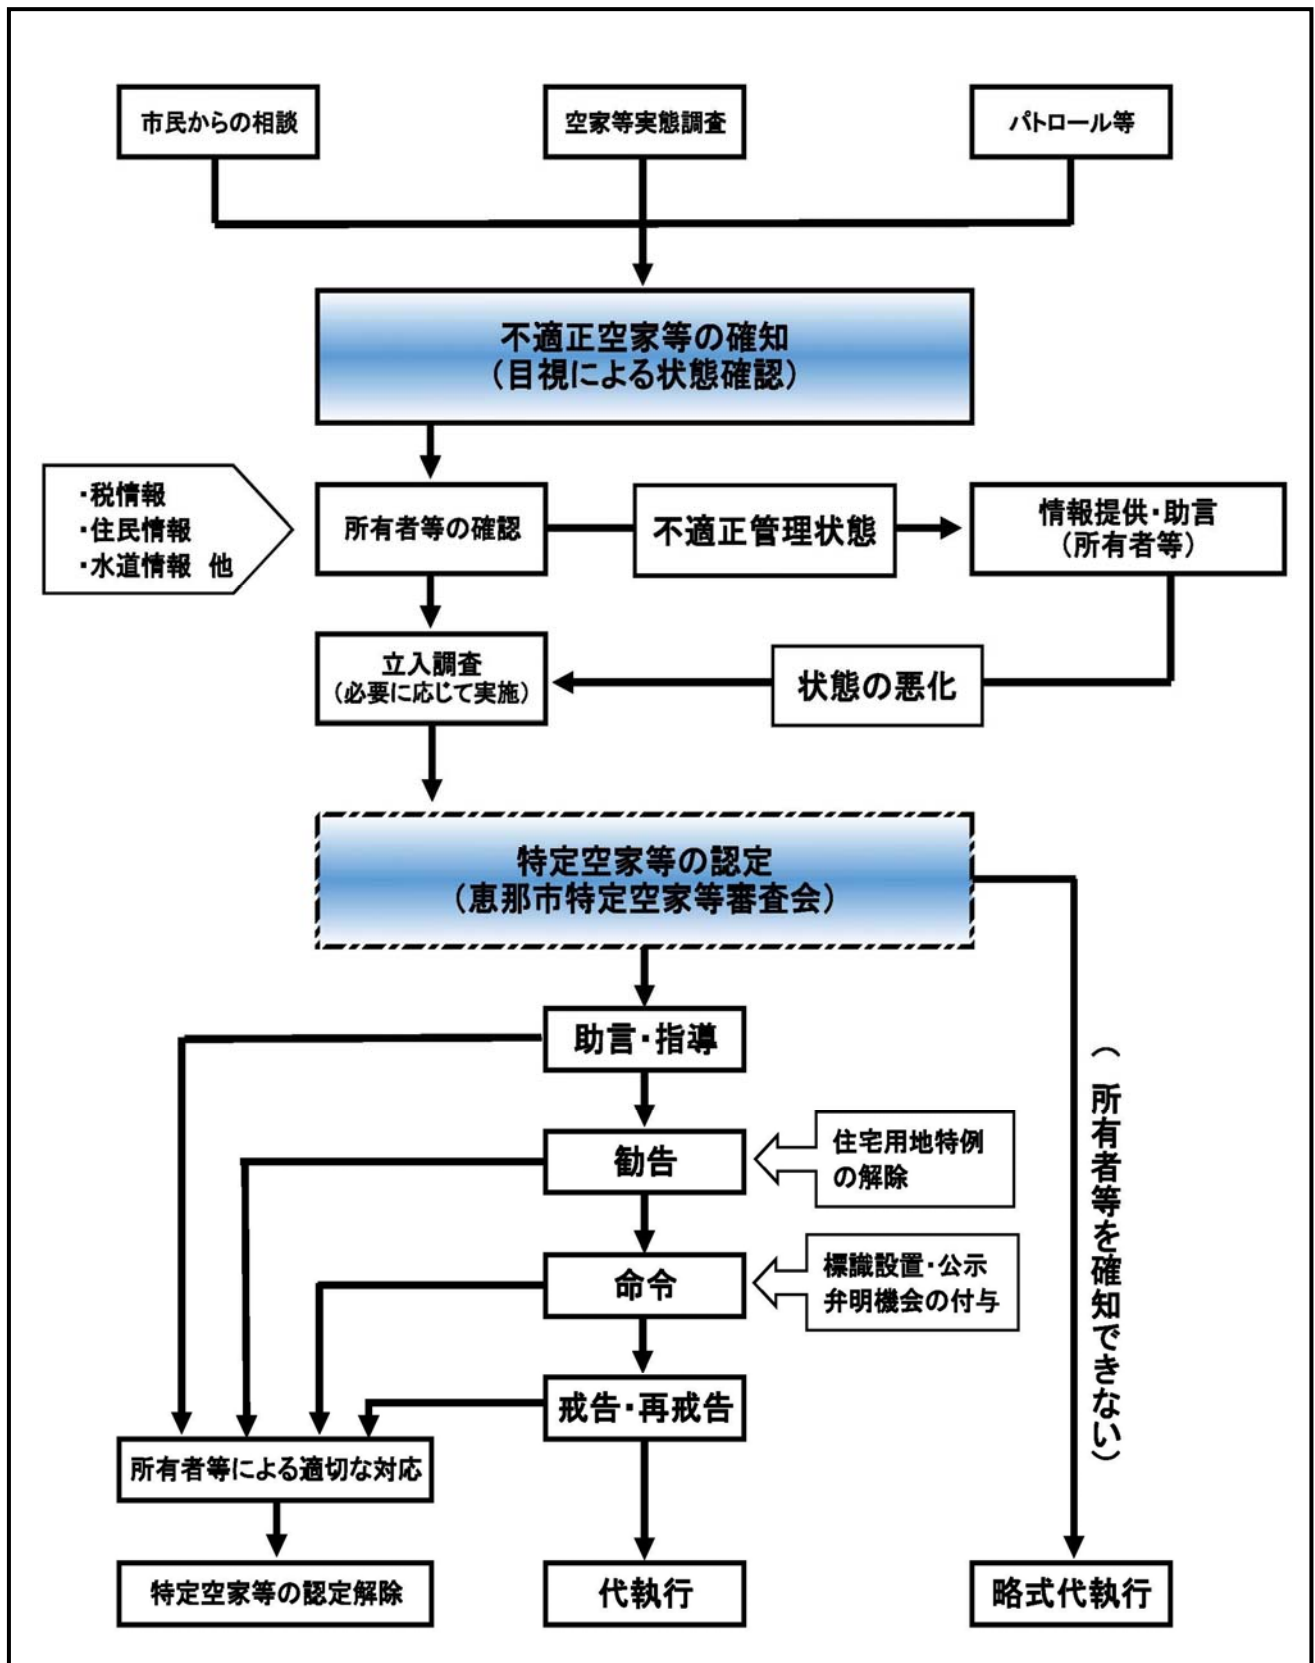 市民からの相談
空家等実態調査
パトロール等
不適正空家等の確知
（目視による状態確認）
・税情報
・住民情報
・水道情報　他
所有者等の確認
不適正管理状態
情報提供・助言
（所有者等）
立入調査
（必要に応じて実施）
状態の悪化
特定空家等の認定
（恵那市特定空家等審査会）
助言・指導
（　所有者等を確知できない）
勧告
住宅用地特例
の解除
命令
標識設置・公示
弁明機会の付与
戒告・再戒告
所有者等による適切な対応
特定空家等の認定解除
代執行
略式代執行